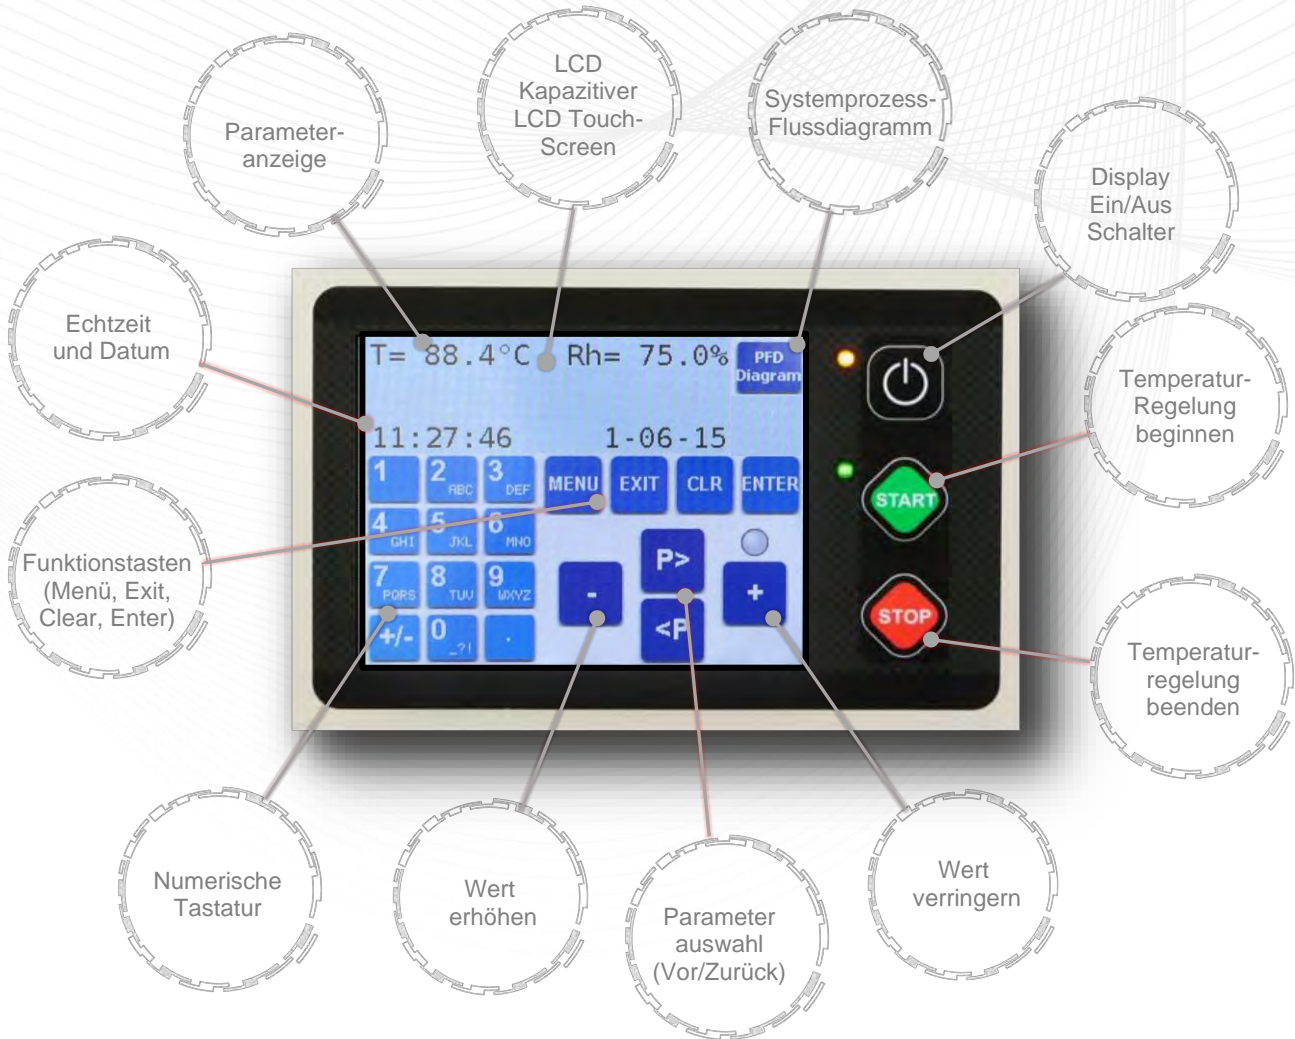 LCD
Kapazitiver
LCD Touch-
Screen
Systemprozess-
Flussdiagramm
Parameter-
anzeige
Display
Ein/Aus
Schalter
Echtzeit
und Datum
T= 88.4°C Rh= 75.0%
PFD
Diagram
11:27:46 1-06-15
Temperatur-
Regelung
beginnen
1 2 ABC 3 DEF MENU EXIT CLR ENTER
START
4 GHI 5 JKL 6 MNO
Funktionstasten
(Menü, Exit,
Clear, Enter)
P>
7 PQRS 8 TUV 9 WXYZ - +
STOP
+/- 0 _?! . <P
Temperatur-
regelung
beenden
Numerische
Tastatur
Wert
erhöhen
Parameter
auswahl
(Vor/Zurück)
Wert
verringern